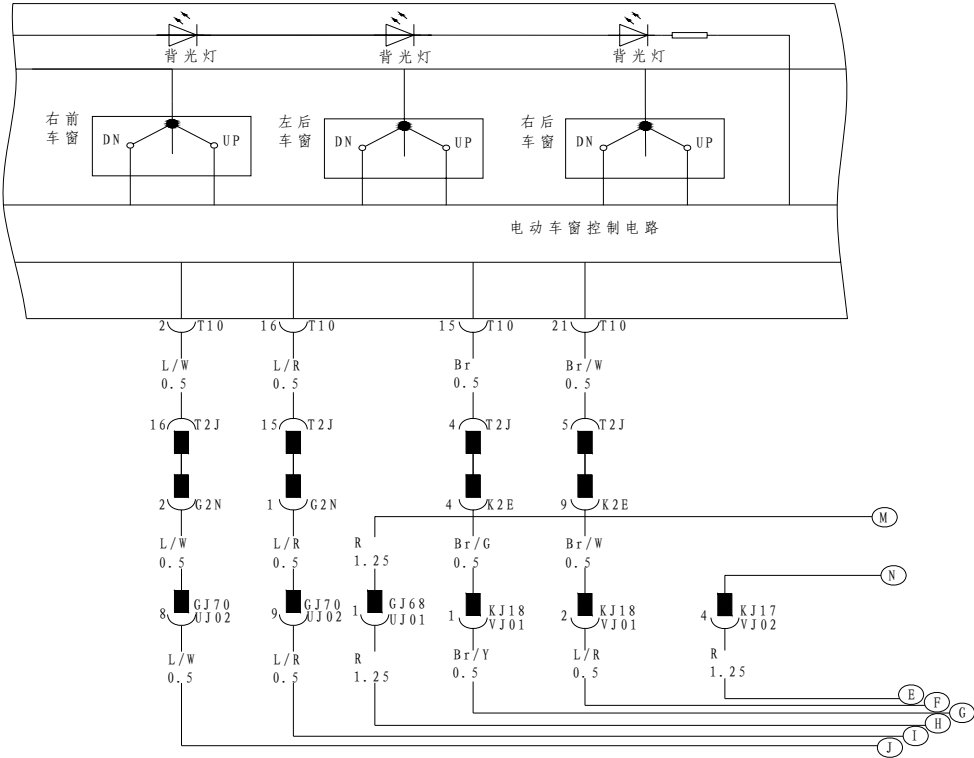 背光灯 背光灯 背光灯
右前
车窗
DN UP
左后
车窗
DN UP
右后
车窗
DN UP
电动车窗控制电路
2 T10 16 T10 15 T10 21 T10
L/W L/R Br Br/W
0.5 0.5 0.5 0.5
16 T2J 15 T2J 4 T2J 5 T2J
2 G2N 1 G2N 4 K2E 9 K2E
M
L/W L/R R Br/G Br/W
0.5 0.5 1.25 0.5 0.5
N
8 GJ70 9 GJ70 1 GJ68 1 KJ18 2 KJ18 4 KJ17
UJ02 UJ02 UJ01 VJ01 VJ01 VJ02
L/W L/R R Br/Y L/R R
0.5 0.5 1.25 0.5 0.5 1.25
E
F
G
H
I
J